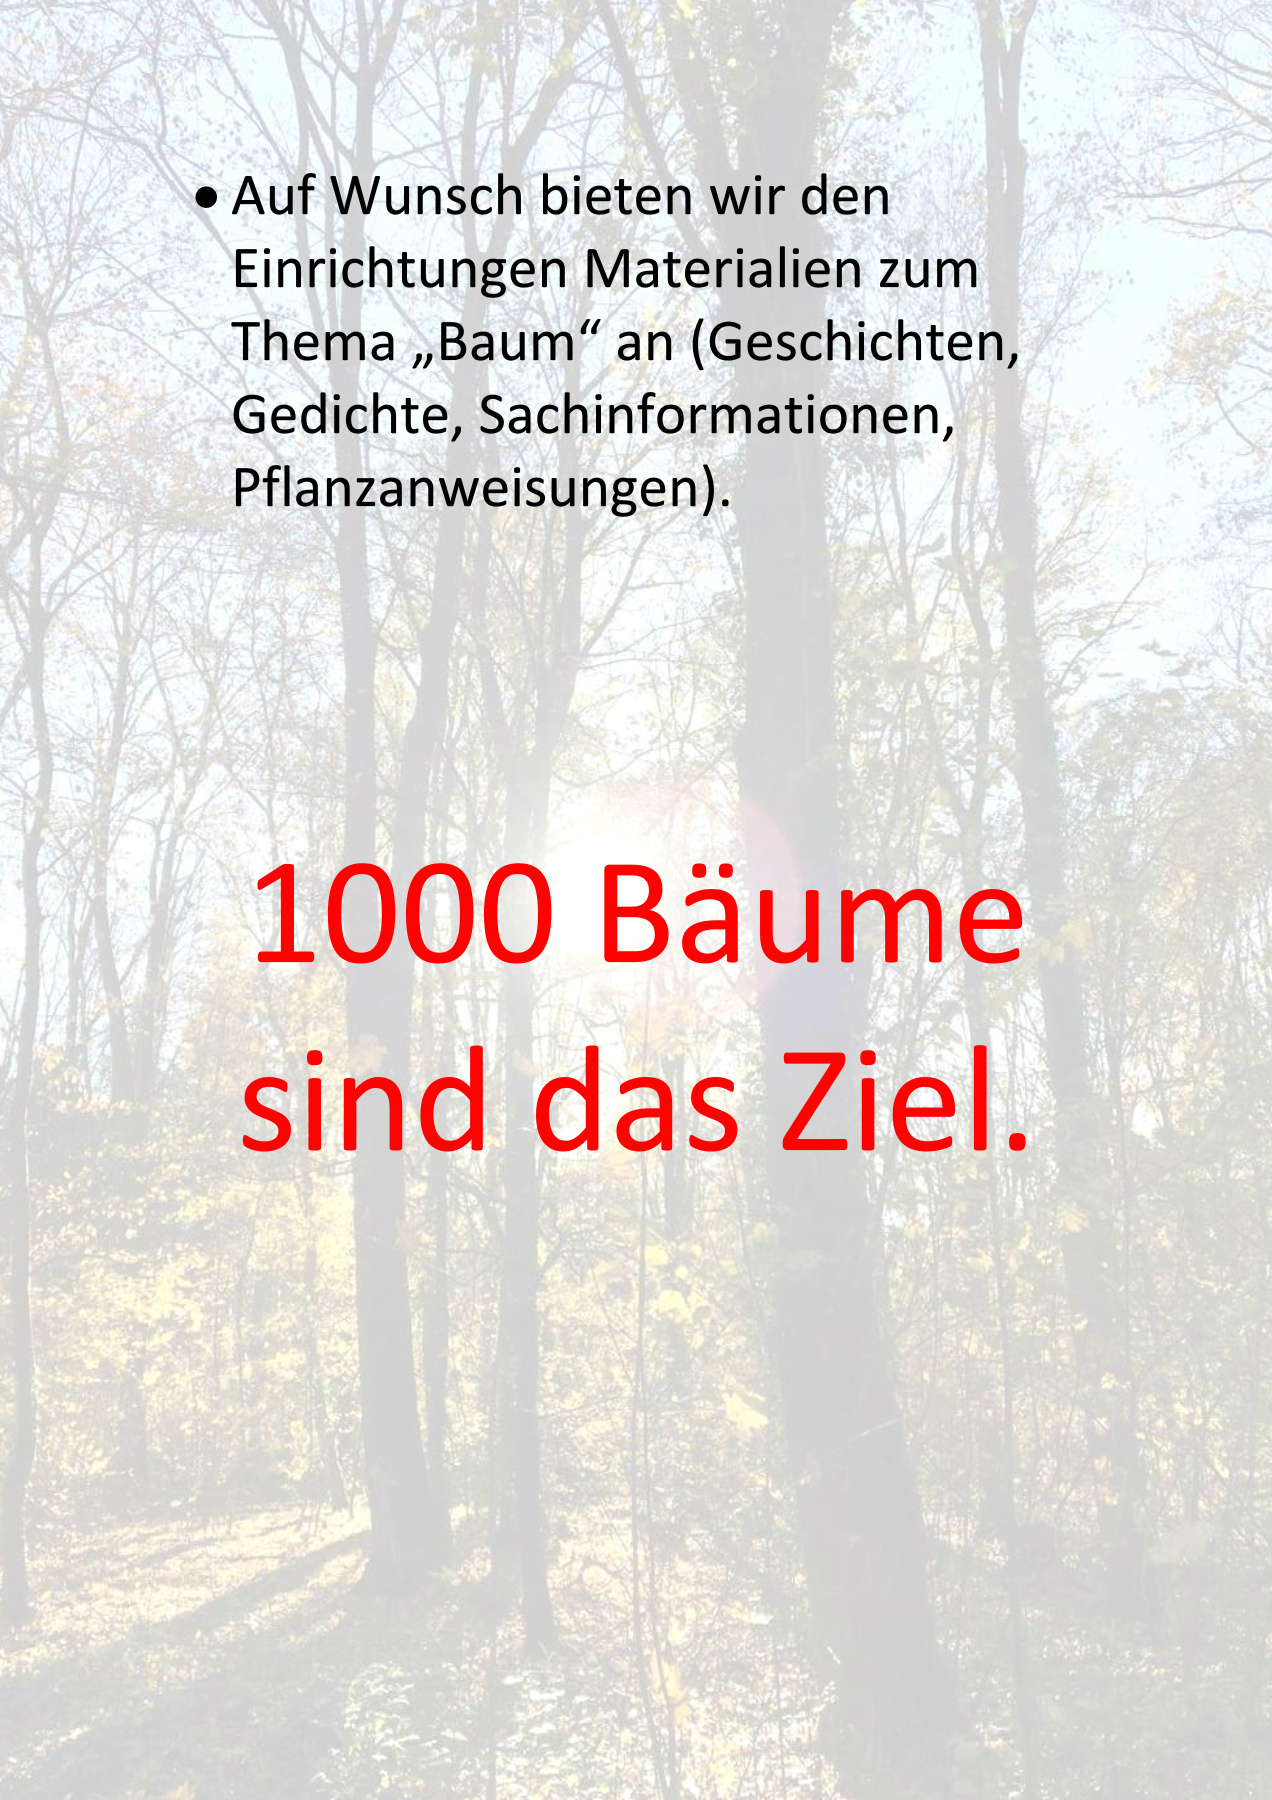 • Auf Wunsch bieten wir den
Einrichtungen Materialien zum
Thema „Baum“ an (Geschichten,
Gedichte, Sachinformationen,
Pflanzanweisungen).
1000 Bäume
sind das Ziel.